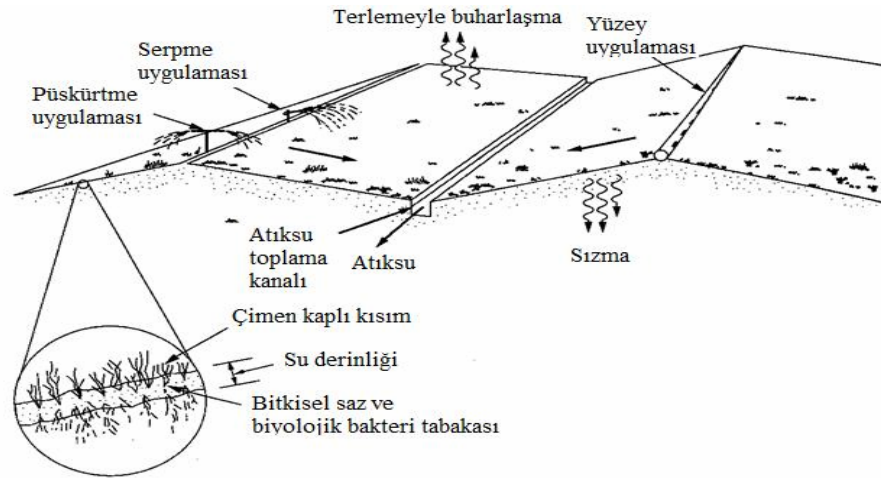 Terlemeyle buharlaşma
Yüzey
uygulaması
Serpme
uygulaması
Püskürtme
uygulaması
Atıksu
toplama
kanalı
Atıksu
Sızma
Çimen kaplı kısım
Su derinliği
Bitkisel saz ve
biyolojik bakteri tabakası